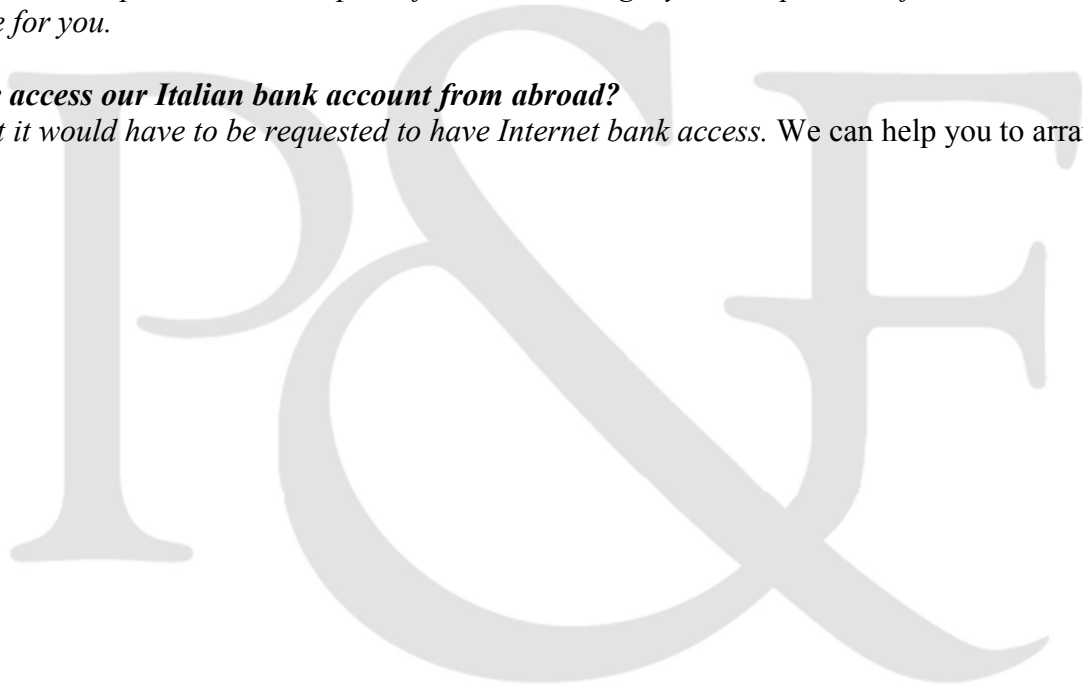 e for you.
access our Italian bank account from abroad?
t it would have to be requested to have Internet bank access. We can help you to arra
P&F